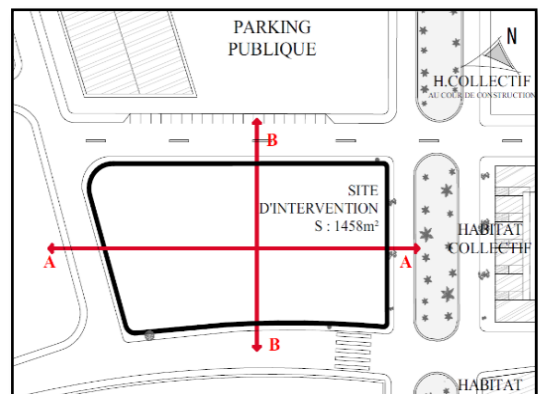 PARKING
PUBLIQUE
N
H.COLLECTIF
AU COUR DE CONSTRUCTION
B
SITE
D'INTERVENTION
S : 1458m²
HABITAT
COLLECTIF
A
A
B
HABITAT